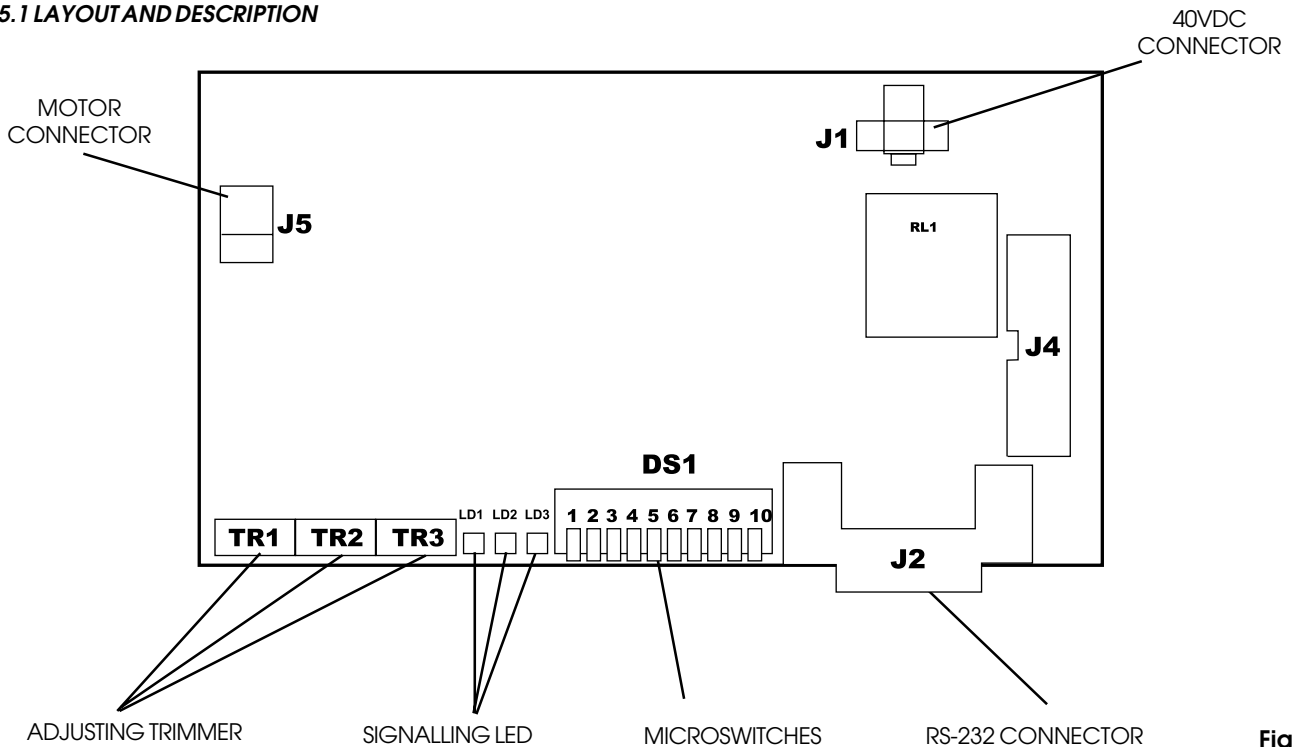 5.1 LAYOUT AND DESCRIPTION
40VDC
CONNECTOR
MOTOR
CONNECTOR
J1
J5
RL1
J4
DS1
LD1 LD2 LD3
1 2 3 4 5 6 7 8 9 10
TR1 TR2 TR3
J2
ADJUSTING TRIMMER
SIGNALLING LED
MICROSWITCHES
RS-232 CONNECTOR
Fig